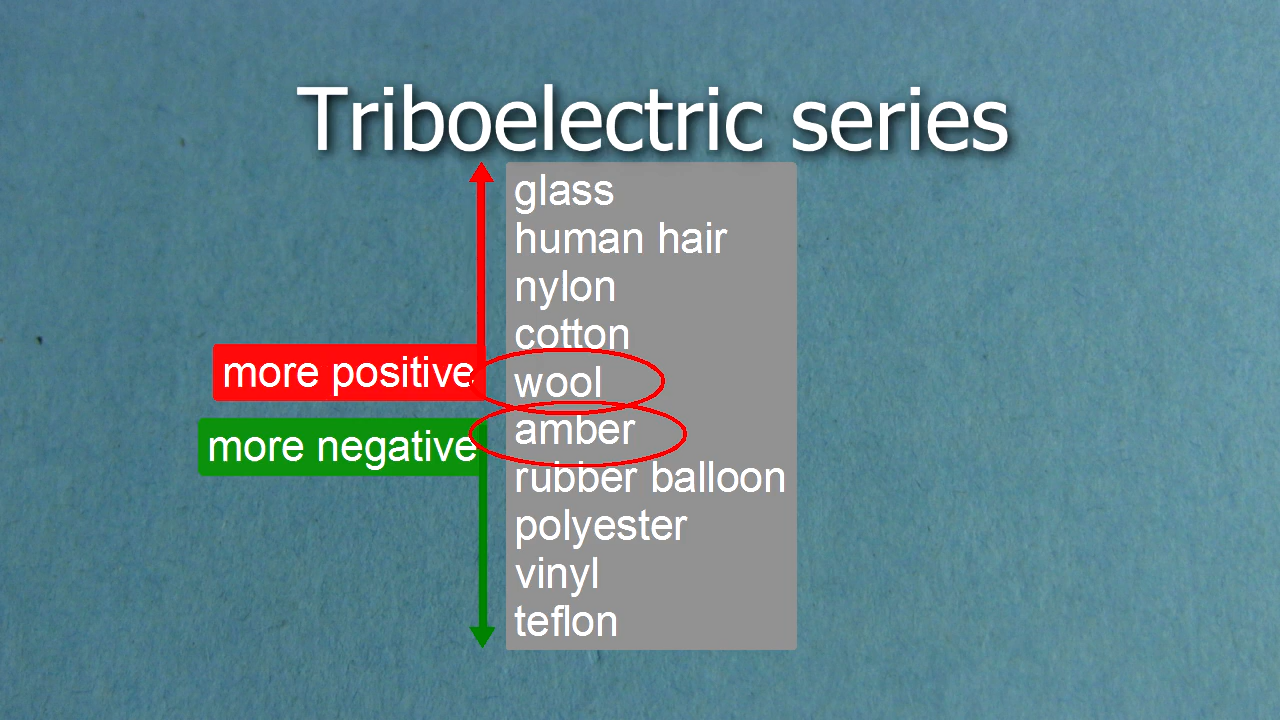 Triboelectric series
glass
human hair
nylon
cotton
more positive
wool
more negative
amber
rubber balloon
polyester
vinyl
teflon